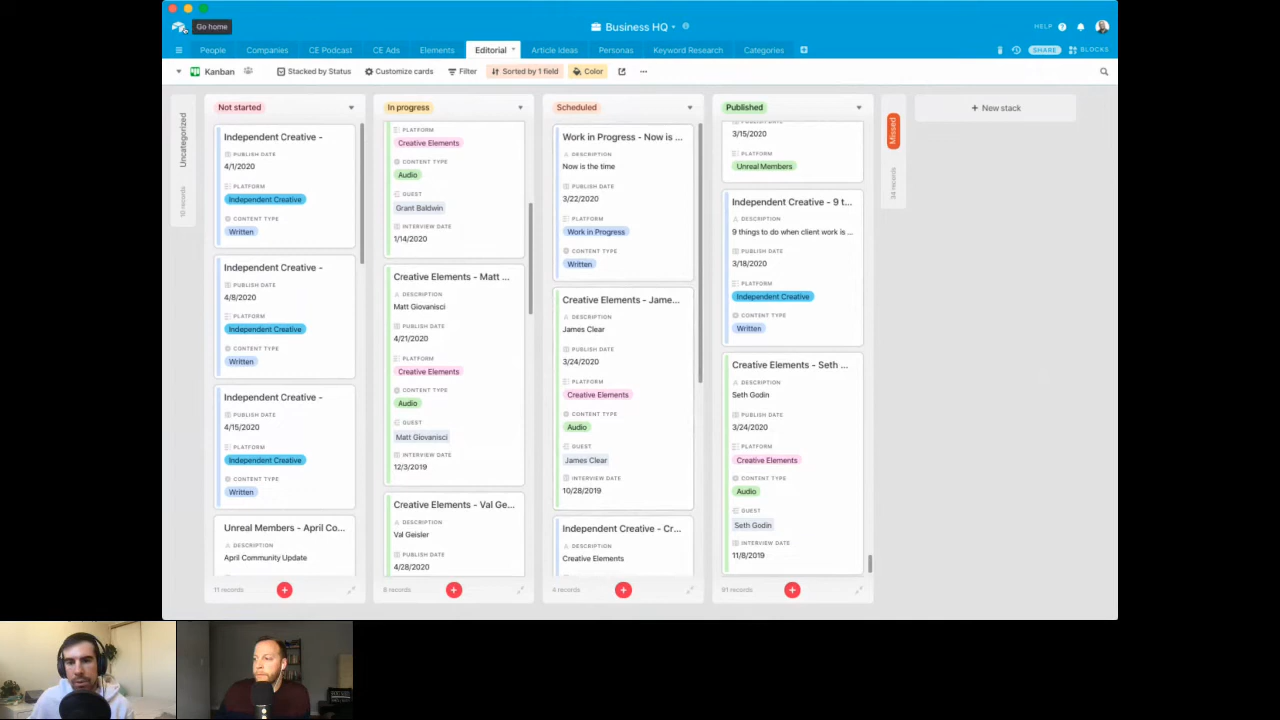 Go home
Business HQ
HELP
People
Companies
CE Podcast
CE Ads
Elements
Editorial
Article Ideas
Personas
Keyword Research
Categories
SHARE
BLOCKS
Kanban
Stacked by Status
Customize cards
Filter
Sorted by 1 field
Color
Uncategorized
10 records
Not started
Independent Creative -
PUBLISH DATE
4/1/2020
PLATFORM
Independent Creative
CONTENT TYPE
Written
Independent Creative -
PUBLISH DATE
4/8/2020
PLATFORM
Independent Creative
CONTENT TYPE
Written
Independent Creative -
PUBLISH DATE
4/15/2020
PLATFORM
Independent Creative
CONTENT TYPE
Written
Unreal Members - April Co...
DESCRIPTION
April Community Update
11 records
In progress
PLATFORM
Creative Elements
CONTENT TYPE
Audio
GUEST
Grant Baldwin
INTERVIEW DATE
1/14/2020
Creative Elements - Matt ...
DESCRIPTION
Matt Giovanisci
PUBLISH DATE
4/21/2020
PLATFORM
Creative Elements
CONTENT TYPE
Audio
GUEST
Matt Giovanisci
INTERVIEW DATE
12/3/2019
Creative Elements - Val Ge...
DESCRIPTION
Val Geisler
PUBLISH DATE
4/28/2020
8 records
Scheduled
Work in Progress - Now is ...
DESCRIPTION
Now is the time
PUBLISH DATE
3/22/2020
PLATFORM
Work in Progress
CONTENT TYPE
Written
Creative Elements - Jame...
DESCRIPTION
James Clear
PUBLISH DATE
3/24/2020
PLATFORM
Creative Elements
CONTENT TYPE
Audio
GUEST
James Clear
INTERVIEW DATE
10/28/2019
Independent Creative - Cr...
DESCRIPTION
Creative Elements
4 records
Published
PUBLISH DATE
3/15/2020
PLATFORM
Unreal Members
Independent Creative - 9 t...
DESCRIPTION
9 things to do when client work is ...
PUBLISH DATE
3/18/2020
PLATFORM
Independent Creative
CONTENT TYPE
Written
Creative Elements - Seth ...
DESCRIPTION
Seth Godin
PUBLISH DATE
3/24/2020
PLATFORM
Creative Elements
CONTENT TYPE
Audio
GUEST
Seth Godin
INTERVIEW DATE
11/8/2019
91 records
Missed
34 records
+ New stack